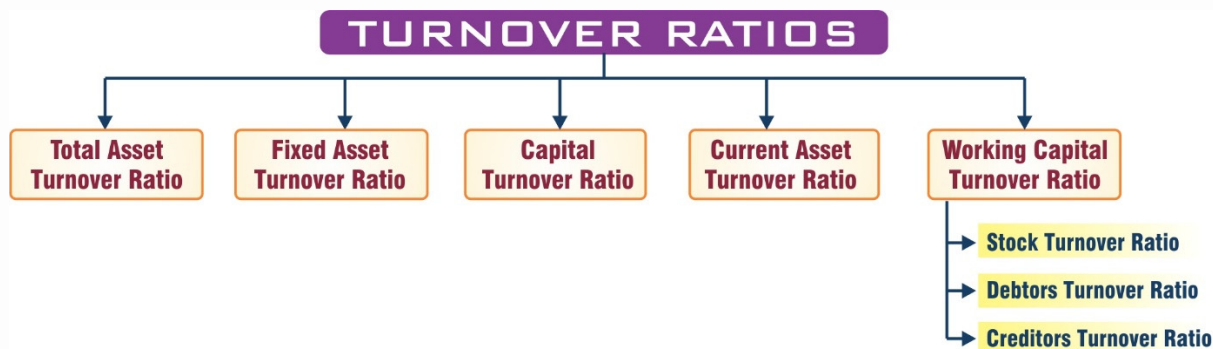 TURNOVER RATIOS
Total Asset
Turnover Ratio
Fixed Asset
Turnover Ratio
Capital
Turnover Ratio
Current Asset
Turnover Ratio
Working Capital
Turnover Ratio
Stock Turnover Ratio
Debtors Turnover Ratio
Creditors Turnover Ratio